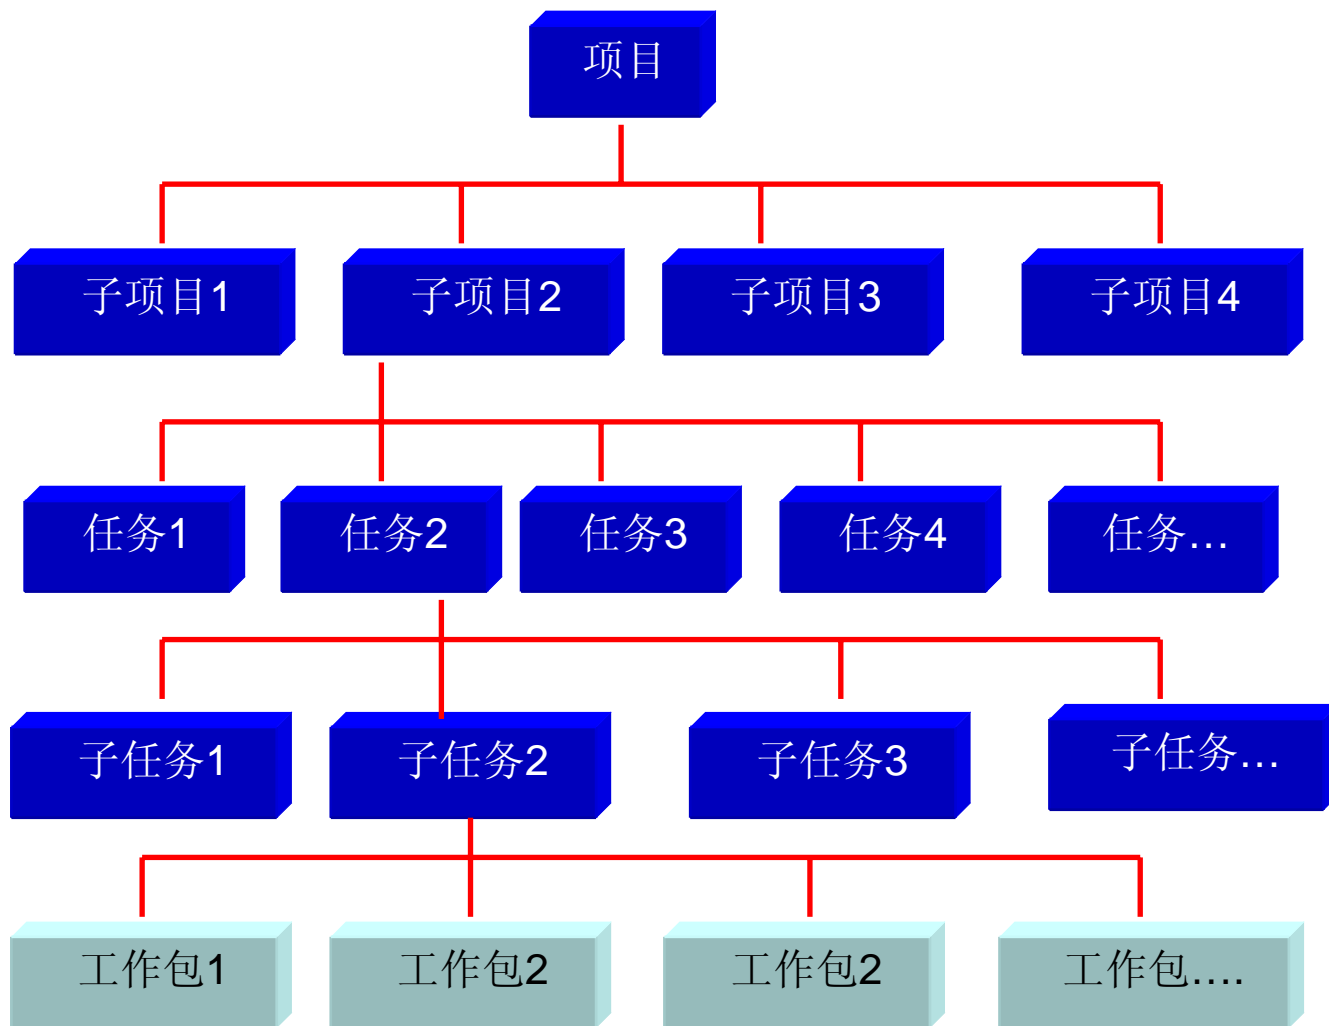 项目
子项目1
子项目2
子项目3
子项目4
任务1
任务2
任务3
任务4
任务...
子任务1
子任务2
子任务3
子任务...
工作包1
工作包2
工作包2
工作包....